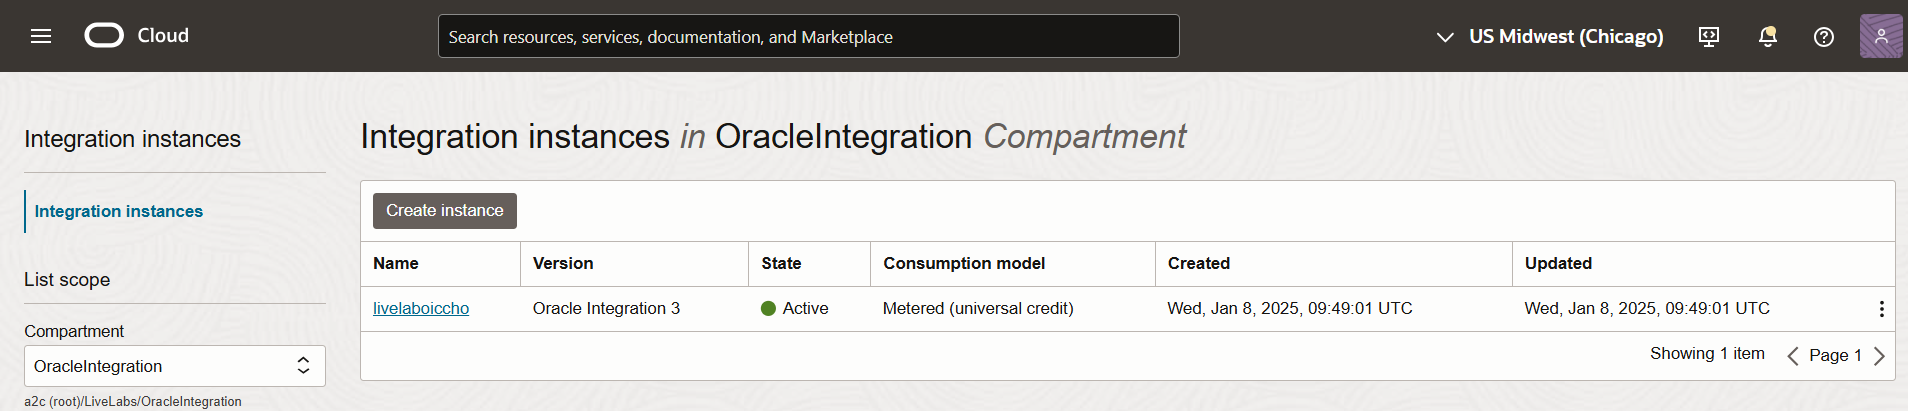 Cloud
Search resources, services, documentation, and Marketplace
US Midwest (Chicago)
Integration instances
Integration instances
List scope
Compartment
OracleIntegration
a2c (root)/LiveLabs/OracleIntegration
Integration instances in OracleIntegration Compartment
Create instance
Name Version State Consumption model Created Updated
livelaboiccho Oracle Integration 3 Active Metered (universal credit) Wed, Jan 8, 2025, 09:49:01 UTC Wed, Jan 8, 2025, 09:49:01 UTC
Showing 1 item Page 1